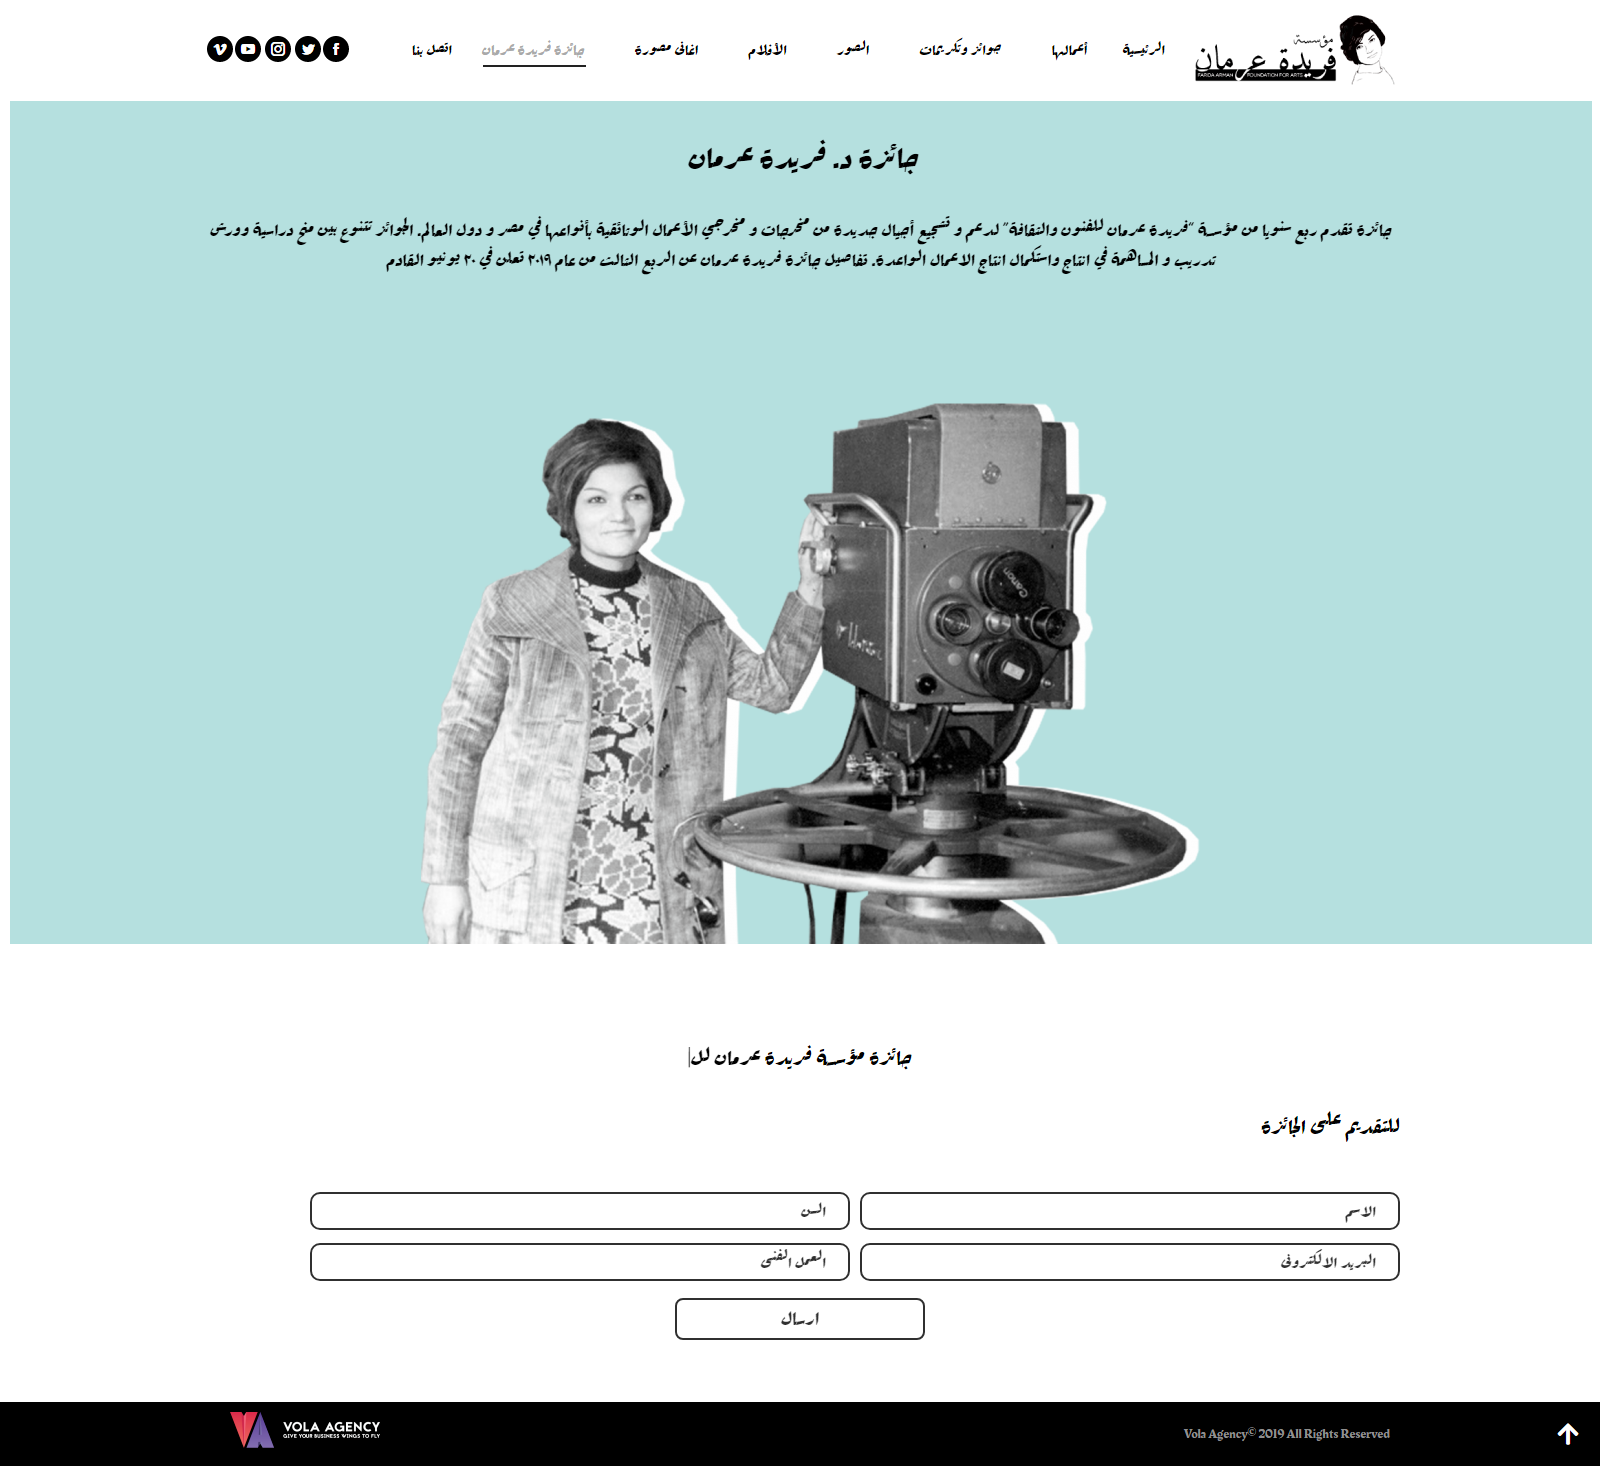 مؤسسة
فريدة عرمان
FARIDA ARMAN FOUNDATION FOR ARTS
الرئيسية
أعمالها
جوائز وتكريمات
الصور
الأفلام
اغانى مصورة
جائزة فريدة عرمان
اتصل بنا
جائزة د. فريدة عرمان
جائزة تقدم ربع سنويا من مؤسسة "فريدة عرمان للفنون والثقافة" لدعم و تشجيع أجيال جديدة من مخرجات و مخرجي الأعمال الوثائقية بأنواعها في مصر و دول العالم. الجوائز تتنوع بين منح دراسية وورش
تدريب و المساهمة في انتاج واستكمال انتاج الاعمال الواعدة. تفاصيل جائزة فريدة عرمان عن الربع الثالث من عام ٢٠١٩ تعلن في ٢٠ يونيو القادم
Canon
جائزة مؤسسة فريدة عرمان لل|
للتقديم على الجائزة
الاسم
السن
البريد الالكترونى
العمل الفنى
ارسال
VOLA AGENCY
GIVE YOUR BUSINESS WINGS TO FLY
Vola Agency© 2019 All Rights Reserved